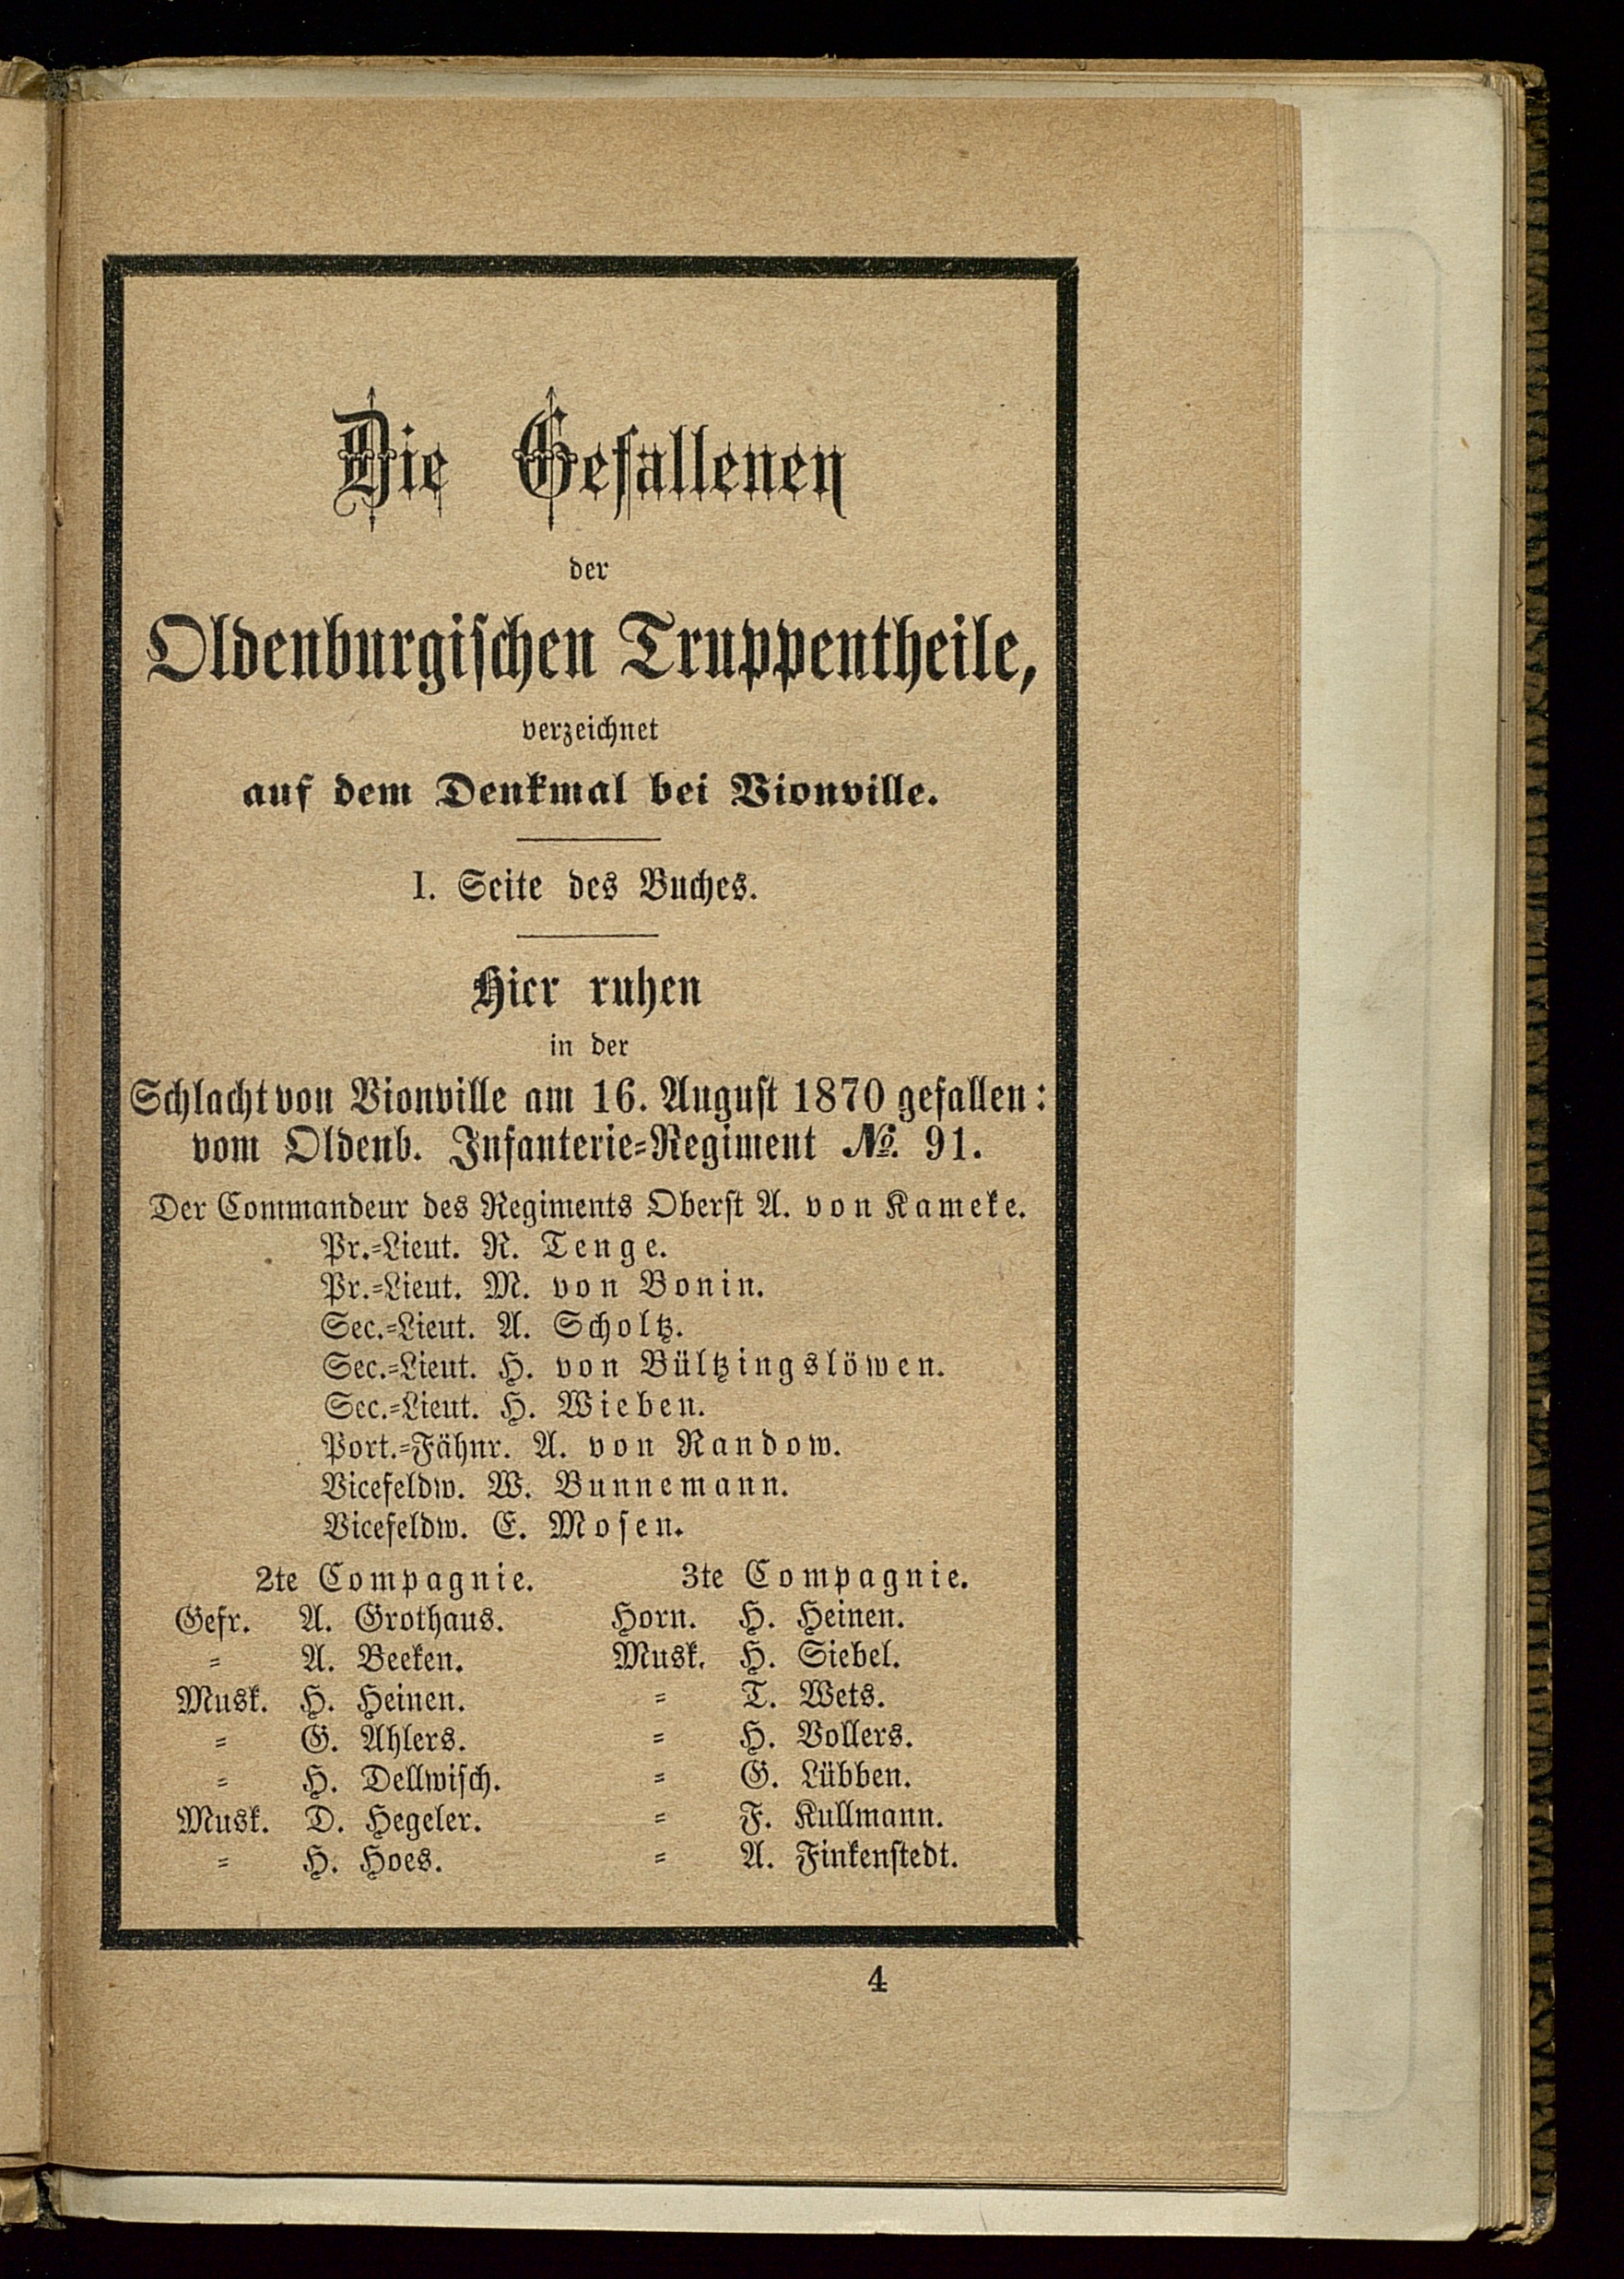 Die Gefallenen
der
Oldenburgischen Truppentheile,
verzeichnet
auf dem Denkmal bei Vionville.
I. Seite des Buches.
Hier ruhen
in der
Schlacht von Vionville am 16. August 1870 gefallen:
vom Oldenb. Infanterie-Regiment No. 91.
Der Commandeur des Regiments Oberst A. von Kameke.
Pr.-Lieut. R. Tenge.
Pr.-Lieut. M. von Bonin.
Sec.-Lieut. A. Scholtz.
Sec.-Lieut. H. von Bültzingslöwen.
Sec.-Lieut. H. Wieben.
Port.-Fähnr. A. von Randow.
Vicefeldw. W. Bunnemann.
Vicefeldw. E. Mosen.
2te Compagnie.
Gefr. A. Grothaus.
= A. Beeken.
Musk. H. Heinen.
= G. Ahlers.
= H. Dellwisch.
Musk. D. Hegeler.
= H. Hoes.
3te Compagnie.
Horn. H. Heinen.
Musk. H. Siebel.
= T. Wets.
= H. Vollers.
= G. Lübben.
= F. Kullmann.
= A. Finkenstedt.
4